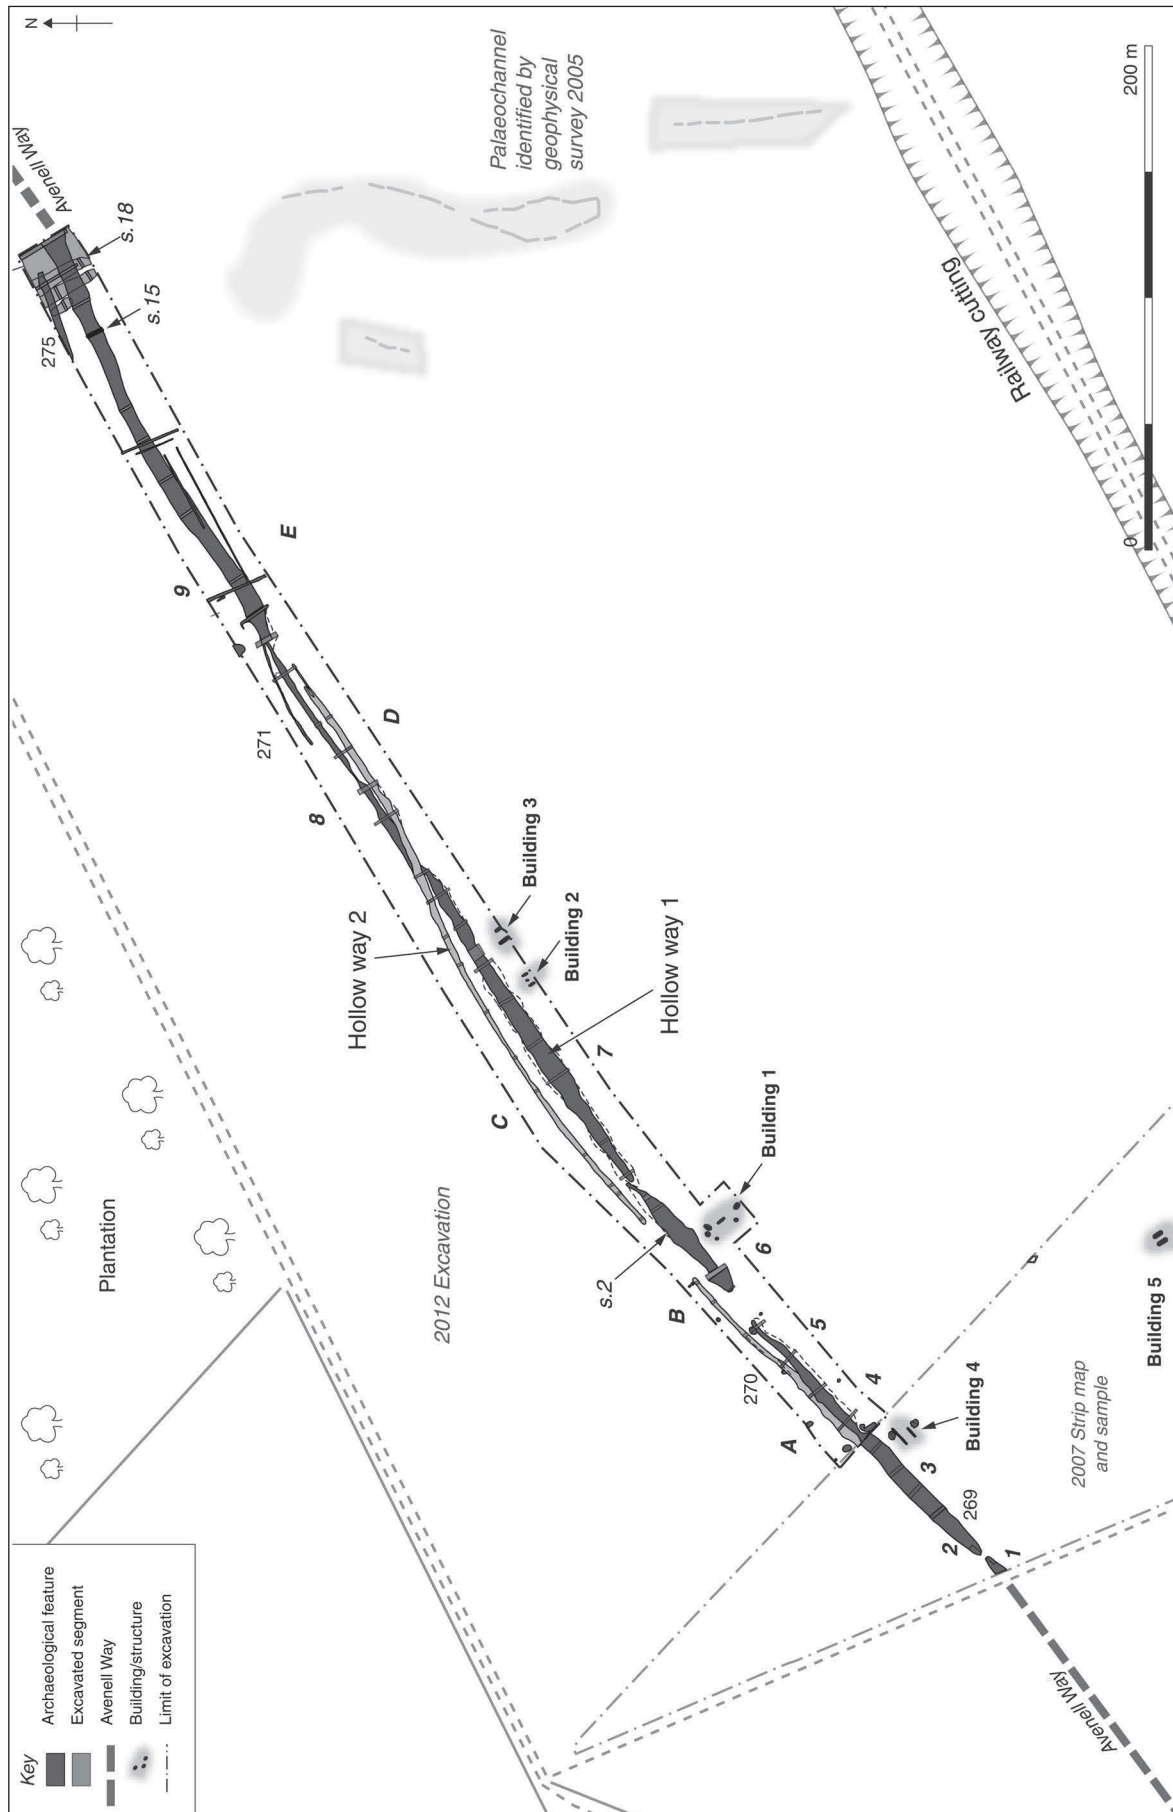 N
Avenell Way
s.18
s.15
275
Palaeochannel
identified by
geophysical
survey 2005
200 m
0
Railway cutting
E
9
D
271
8
Building 3
Building 2
Hollow way 2
Hollow way 1
7
C
Building 1
6
Plantation
2012 Excavation
s.2
B
5
270
4
A
Building 4
3
269
2
1
Building 5
2007 Strip map
and sample
Avenell Way
Key
Archaeological feature
Excavated segment
Avenell Way
Building/structure
Limit of excavation